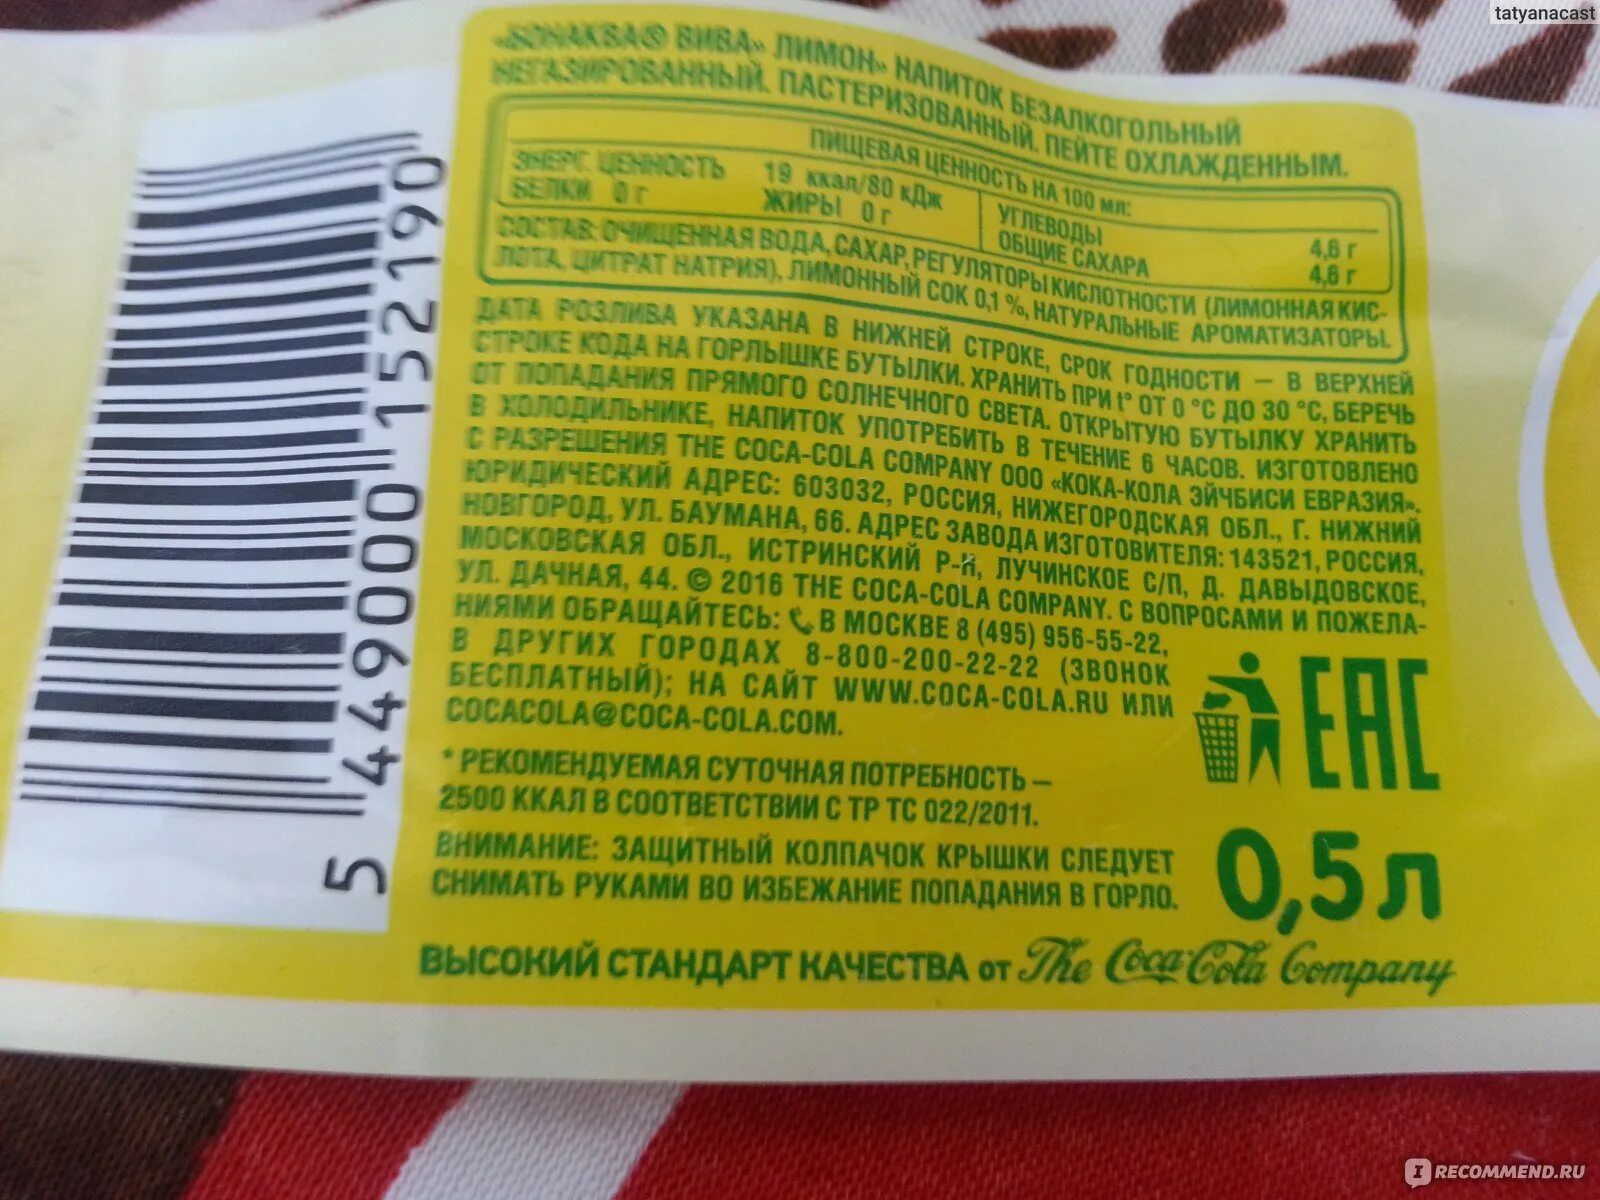 tatyanacast
«БОНАКВА® ВИВА» ЛИМОН» НАПИТОК БЕЗАЛКОГОЛЬНЫЙ
НЕГАЗИРОВАННЫЙ. ПАСТЕРИЗОВАННЫЙ. ПЕЙТЕ ОХЛАЖДЕННЫМ.
ПИЩЕВАЯ ЦЕННОСТЬ НА 100 МЛ:
ЭНЕРГ. ЦЕННОСТЬ 19 ккал/80 кДж УГЛЕВОДЫ 4,6 г
БЕЛКИ 0 г ЖИРЫ 0 г ОБЩИЕ САХАРА 4,6 г
СОСТАВ: ОЧИЩЕННАЯ ВОДА, САХАР, РЕГУЛЯТОРЫ КИСЛОТНОСТИ (ЛИМОННАЯ КИС-
ЛОТА, ЦИТРАТ НАТРИЯ), ЛИМОННЫЙ СОК 0,1 %, НАТУРАЛЬНЫЕ АРОМАТИЗАТОРЫ.
ДАТА РОЗЛИВА УКАЗАНА В НИЖНЕЙ СТРОКЕ, СРОК ГОДНОСТИ – В ВЕРХНЕЙ
СТРОКЕ КОДА НА ГОРЛЫШКЕ БУТЫЛКИ. ХРАНИТЬ ПРИ t° ОТ 0 °С ДО 30 °С, БЕРЕЧЬ
ОТ ПОПАДАНИЯ ПРЯМОГО СОЛНЕЧНОГО СВЕТА. ОТКРЫТУЮ БУТЫЛКУ ХРАНИТЬ
В ХОЛОДИЛЬНИКЕ, НАПИТОК УПОТРЕБИТЬ В ТЕЧЕНИЕ 6 ЧАСОВ. ИЗГОТОВЛЕНО
С РАЗРЕШЕНИЯ THE COCA-COLA COMPANY ООО «КОКА-КОЛА ЭЙЧБИСИ ЕВРАЗИЯ».
ЮРИДИЧЕСКИЙ АДРЕС: 603032, РОССИЯ, НИЖЕГОРОДСКАЯ ОБЛ., Г. НИЖНИЙ
НОВГОРОД, УЛ. БАУМАНА, 66. АДРЕС ЗАВОДА ИЗГОТОВИТЕЛЯ: 143521, РОССИЯ,
МОСКОВСКАЯ ОБЛ., ИСТРИНСКИЙ Р-Н, ЛУЧИНСКОЕ С/П, Д. ДАВЫДОВСКОЕ,
УЛ. ДАЧНАЯ, 44. © 2016 THE COCA-COLA COMPANY. С ВОПРОСАМИ И ПОЖЕЛА-
НИЯМИ ОБРАЩАЙТЕСЬ: В МОСКВЕ 8 (495) 956-55-22,
В ДРУГИХ ГОРОДАХ 8-800-200-22-22 (ЗВОНОК
БЕСПЛАТНЫЙ); НА САЙТ WWW.COCA-COLA.RU ИЛИ
COCACOLA@COCA-COLA.COM.
* РЕКОМЕНДУЕМАЯ СУТОЧНАЯ ПОТРЕБНОСТЬ –
2500 ККАЛ В СООТВЕТСТВИИ С ТР ТС 022/2011.
ВНИМАНИЕ: ЗАЩИТНЫЙ КОЛПАЧОК КРЫШКИ СЛЕДУЕТ
СНИМАТЬ РУКАМИ ВО ИЗБЕЖАНИЕ ПОПАДАНИЯ В ГОРЛО.
ЕАС
0,5 л
ВЫСОКИЙ СТАНДАРТ КАЧЕСТВА от The Coca-Cola Company
5 449000 152190
IRECOMMEND.RU